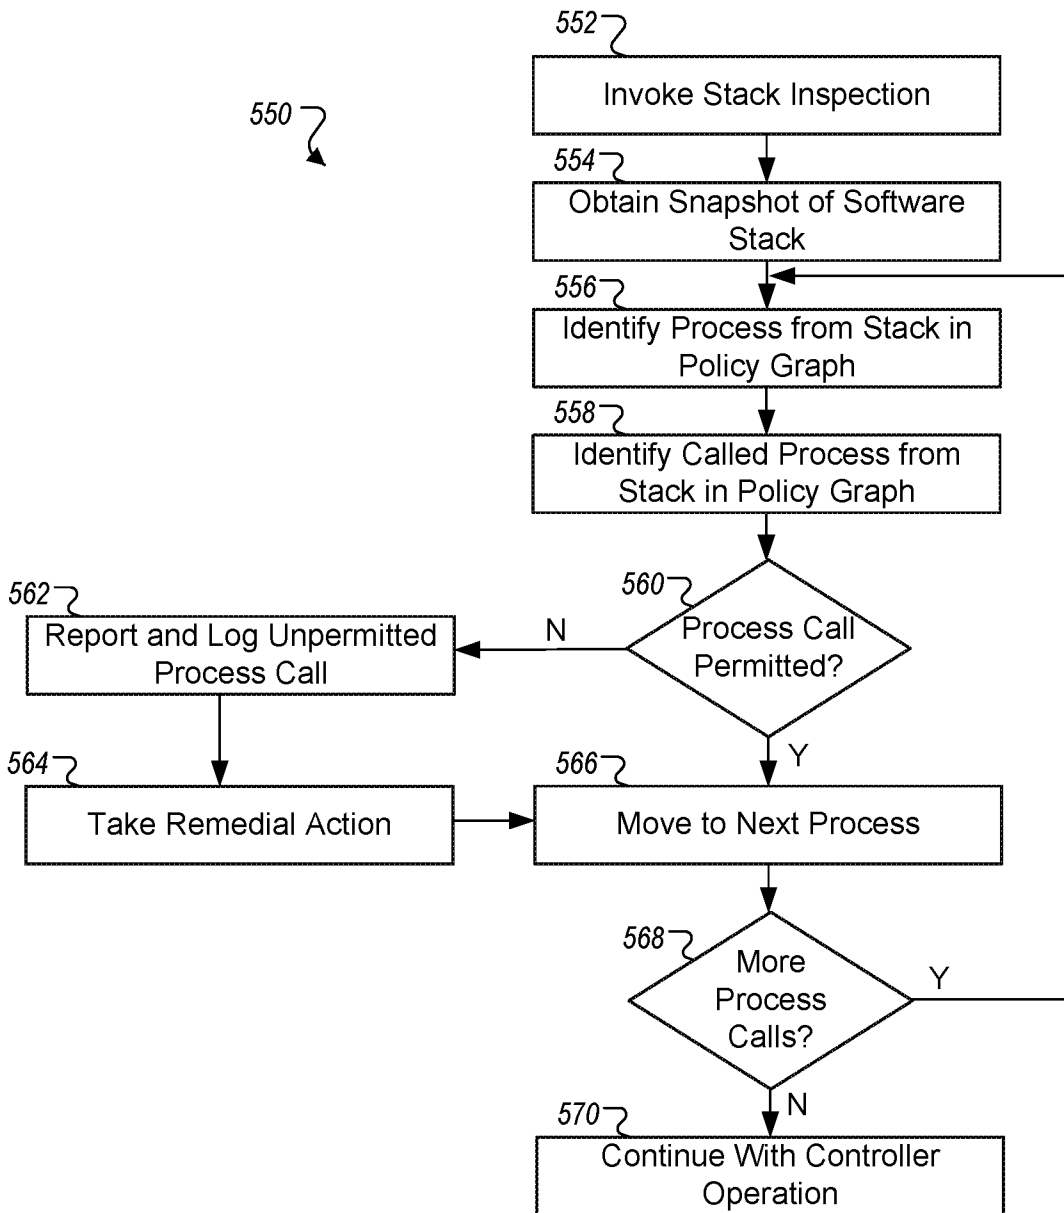 552
Invoke Stack Inspection
550
554
Obtain Snapshot of Software
Stack
556
Identify Process from Stack in
Policy Graph
558
Identify Called Process from
Stack in Policy Graph
560
Process Call
Permitted?
N
562
Report and Log Unpermitted
Process Call
Y
564
Take Remedial Action
566
Move to Next Process
568
More
Process
Calls?
Y
N
570
Continue With Controller
Operation